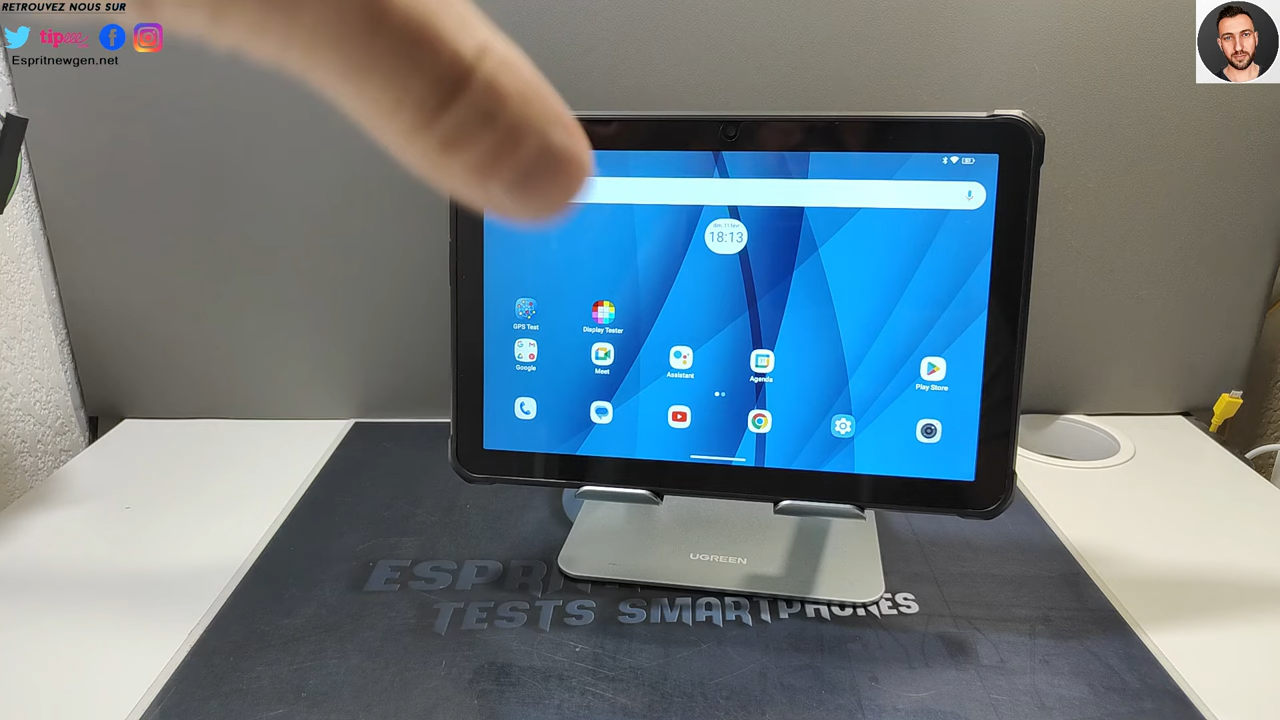 RETROUVEZ NOUS SUR
tipeee
Espritnewgen.net
18:13
GPS Test
Display Tester
Google
Meet
Assistant
Agenda
Play Store
UGREEN
TESTS SMARTPHONES